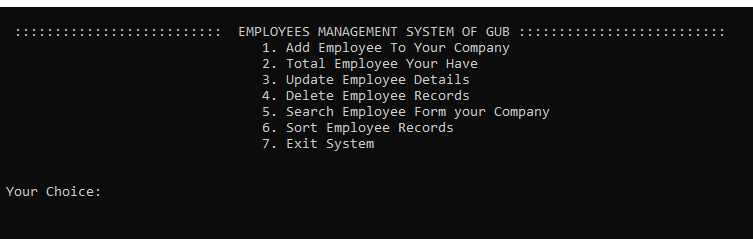 :::::::::::::::::::::::::: EMPLOYEES MANAGEMENT SYSTEM OF GUB ::::::::::::::::::::::::::
1. Add Employee To Your Company
2. Total Employee Your Have
3. Update Employee Details
4. Delete Employee Records
5. Search Employee Form your Company
6. Sort Employee Records
7. Exit System
Your Choice: